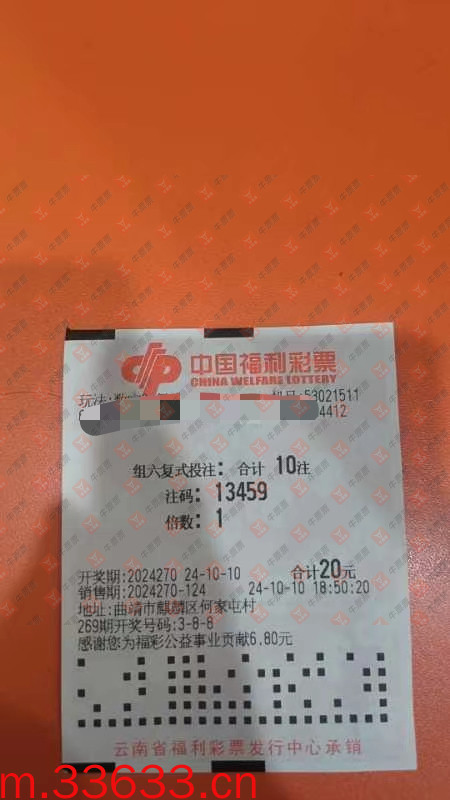 中国福利彩票
CHINA WELFARE LOTTERY
玩法:
机号:53021511
4412
组六复式投注: 合计 10注
注码: 13459
倍数: 1
开奖期:2024270 24-10-10 合计20元
销售期:2024270-124 24-10-10 18:50:20
地址:曲靖市麒麟区何家屯村
269期开奖号码:3-8-8
感谢您为福彩公益事业贡献6.80元
云南省福利彩票发行中心承销
m.33633.cn